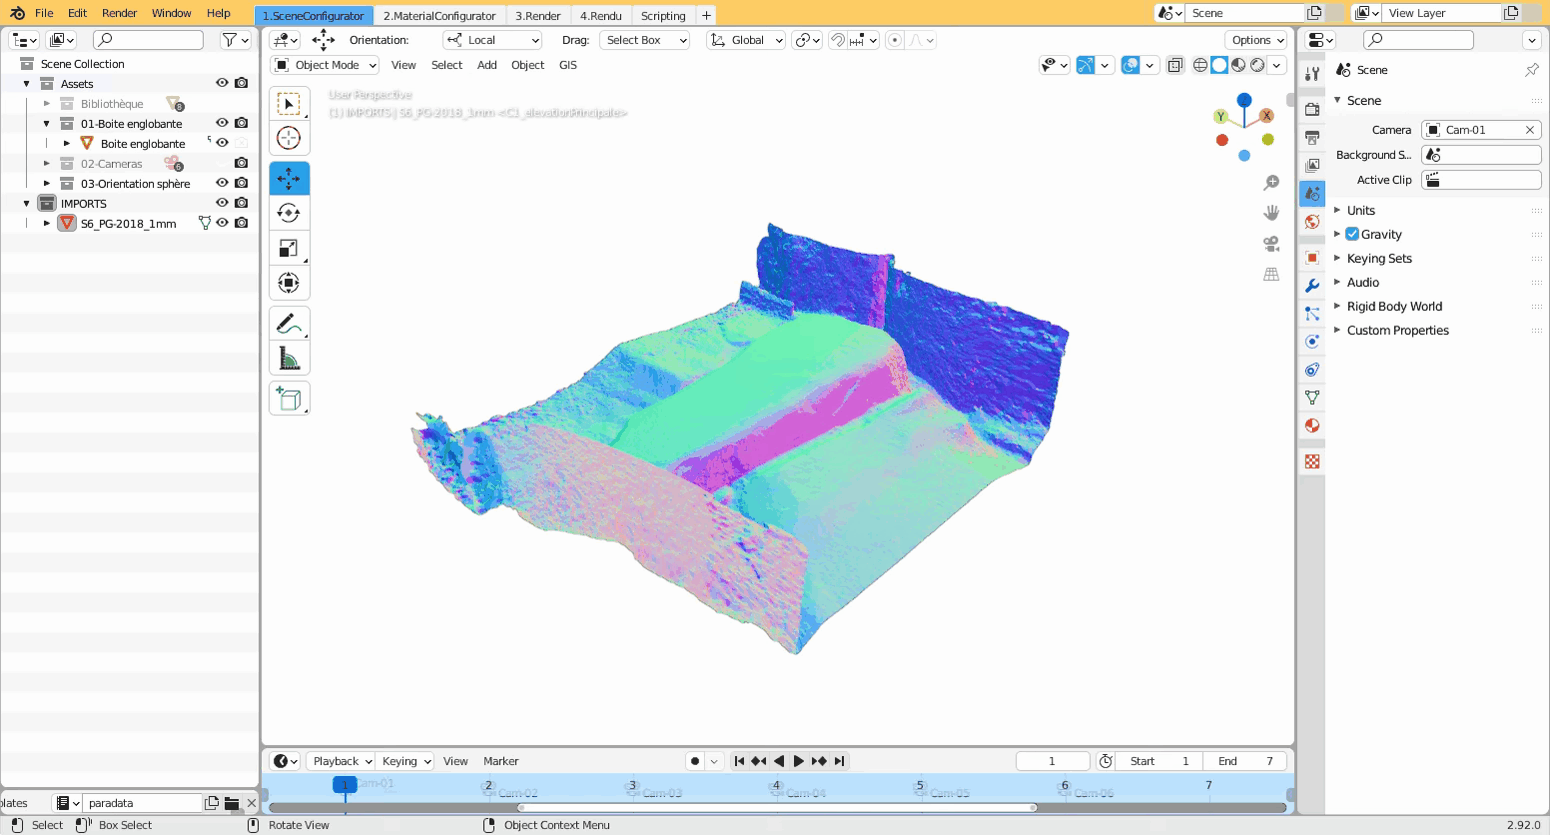 File Edit Render Window Help 1.SceneConfigurator 2.MaterialConfigurator 3.Render 4.Rendu Scripting + Scene View Layer
Orientation: Local Drag: Select Box Global Options
Object Mode View Select Add Object GIS
Scene Collection
Assets
Bibliothèque 8
01-Boite englobante
Boite englobante
02-Cameras 6
03-Orientation sphère
IMPORTS
S6_PG-2018_1mm
User Perspective
(1) IMPORTS | S6_PG-2018_1mm <C1_elevationPrincipale>
Y X
Scene
Scene
Camera Cam-01
Background S...
Active Clip
Units
Gravity
Keying Sets
Audio
Rigid Body World
Custom Properties
Playback Keying View Marker 1 Start 1 End 7
1 2 3 4 5 6 7
Cam-01 Cam-02 Cam-03 Cam-04 Cam-05 Cam-06
lates paradata
Select Box Select Rotate View Object Context Menu 2.92.0